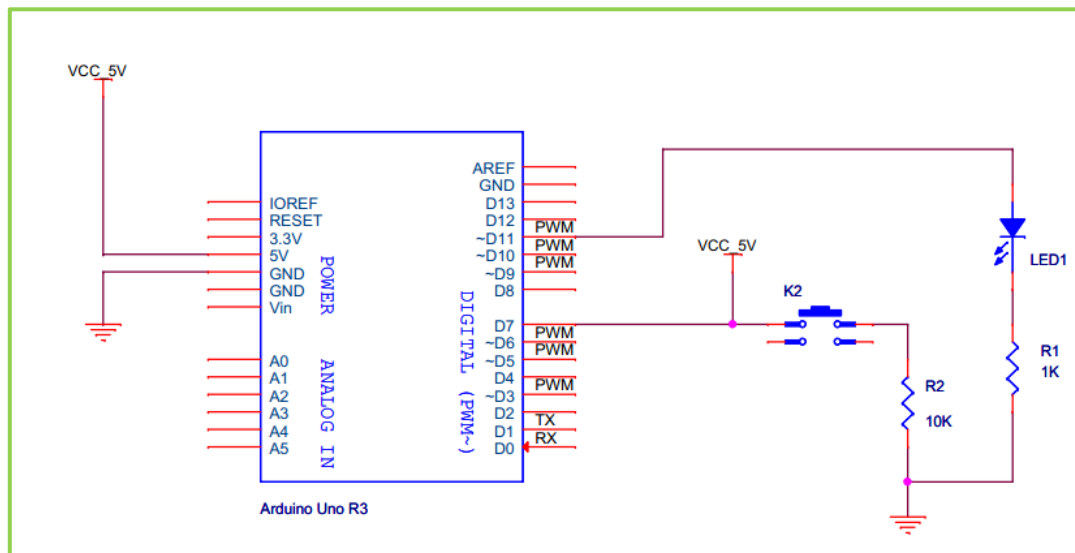 VCC_5V
AREF
GND
D13
D12
PWM
~D11
PWM
~D10
PWM
~D9
D8
D7
PWM
~D6
PWM
~D5
D4
PWM
~D3
D2
TX
D1
RX
D0
IOREF
RESET
3.3V
5V
GND
GND
Vin
POWER
A0
A1
A2
A3
A4
A5
ANALOG IN
DIGITAL (PWM~)
Arduino Uno R3
VCC_5V
K2
LED1
R1
1K
R2
10K